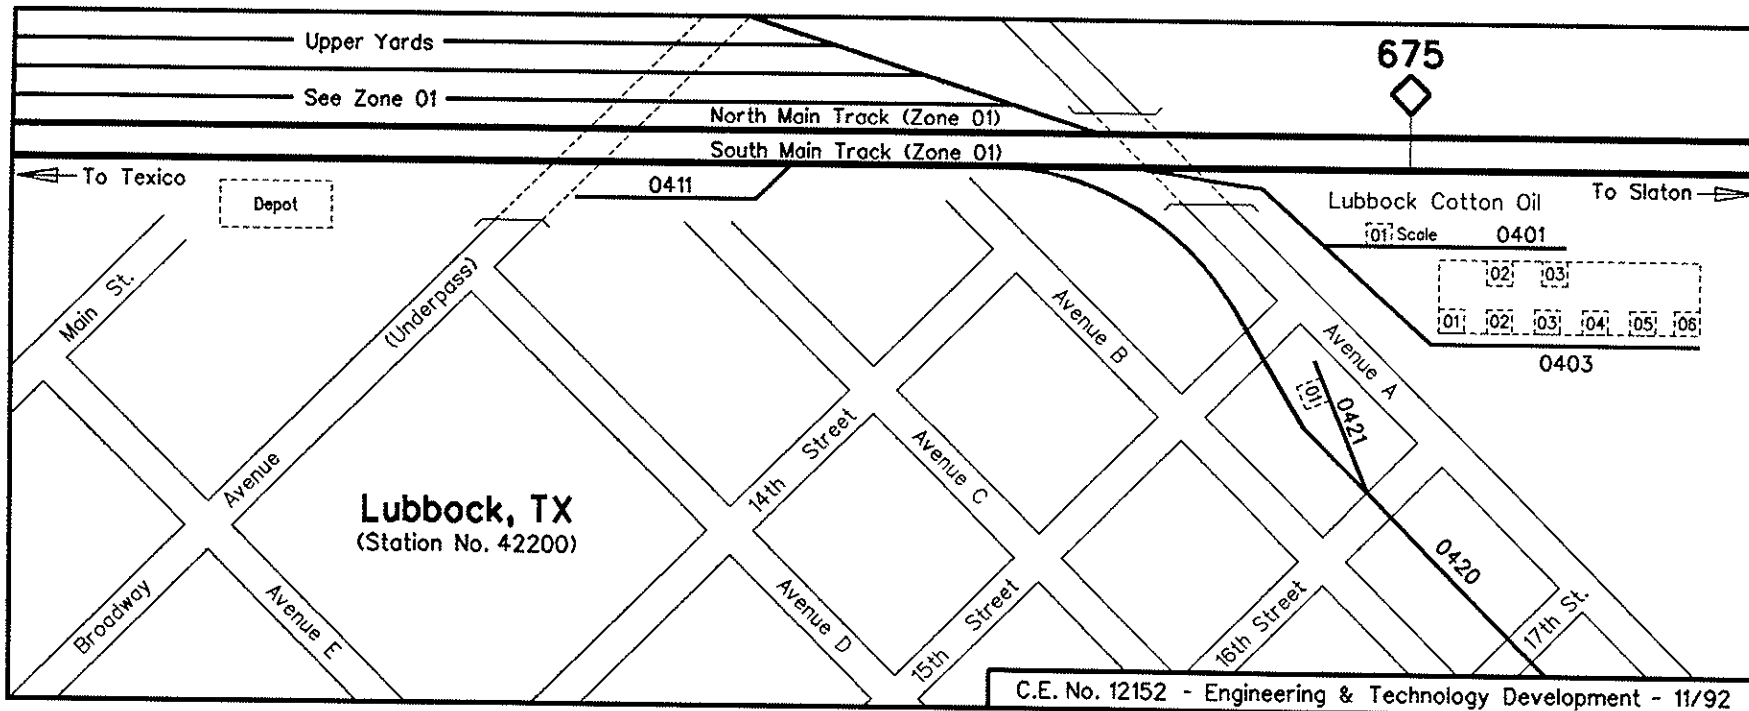 Upper Yards
675
See Zone 01
North Main Track (Zone 01)
South Main Track (Zone 01)
To Texico
0411
Depot
Lubbock Cotton Oil
To Slaton
01 Scale
0401
02
03
01
02
03
04
05
06
0403
Main St.
(Underpass)
Avenue
Avenue B
Avenue A
01
0421
14th Street
Avenue C
Lubbock, TX
(Station No. 42200)
0420
Broadway
Avenue E
Avenue D
15th Street
16th Street
17th St.
C.E. No. 12152 - Engineering & Technology Development - 11/92